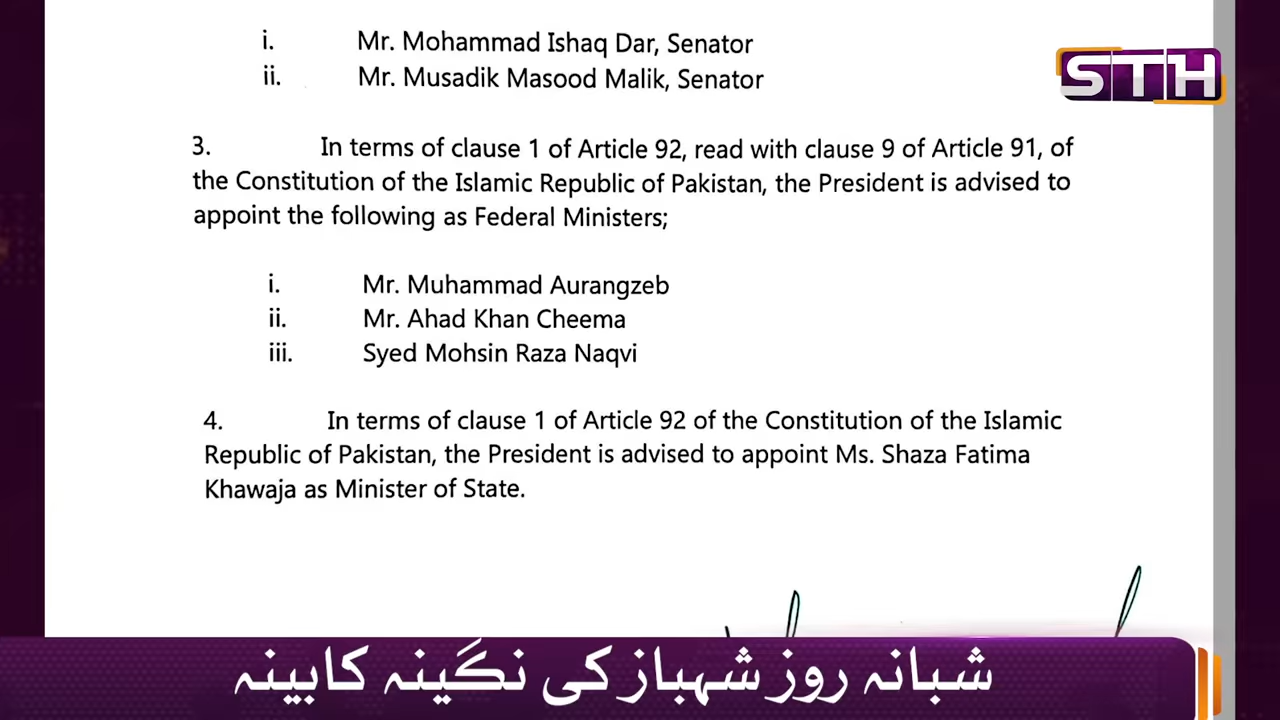 i. Mr. Mohammad Ishaq Dar, Senator
ii. Mr. Musadik Masood Malik, Senator
STH
3. In terms of clause 1 of Article 92, read with clause 9 of Article 91, of
the Constitution of the Islamic Republic of Pakistan, the President is advised to
appoint the following as Federal Ministers;
i. Mr. Muhammad Aurangzeb
ii. Mr. Ahad Khan Cheema
iii. Syed Mohsin Raza Naqvi
4. In terms of clause 1 of Article 92 of the Constitution of the Islamic
Republic of Pakistan, the President is advised to appoint Ms. Shaza Fatima
Khawaja as Minister of State.
شبانہ روز شہباز کی نگینہ کابینہ